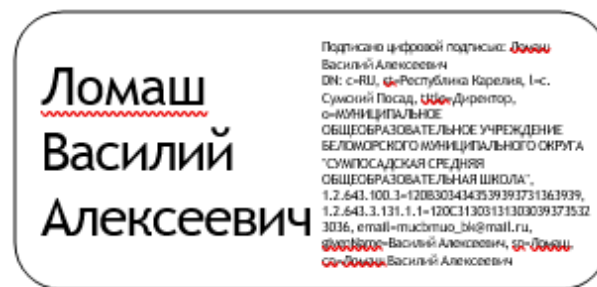 Ломаш
Василий
Алексеевич
Подписано цифровой подписью: Ломаш
Василий Алексеевич
DN: c=RU, st=Республика Карелия, l=с.
Сумский Посад, title=Директор,
o=МУНИЦИПАЛЬНОЕ
ОБЩЕОБРАЗОВАТЕЛЬНОЕ УЧРЕЖДЕНИЕ
БЕЛОМОРСКОГО МУНИЦИПАЛЬНОГО ОКРУГА
"СУМПОСАДСКАЯ СРЕДНЯЯ
ОБЩЕОБРАЗОВАТЕЛЬНАЯ ШКОЛА",
1.2.643.100.3=120B30343435393937313639​39,
1.2.643.3.131.1.1=120C31303131303039373532
3036, email=mucbmuo_bk@mail.ru,
givenName=Василий Алексеевич, sn=Ломаш,
cn=Ломаш Василий Алексеевич